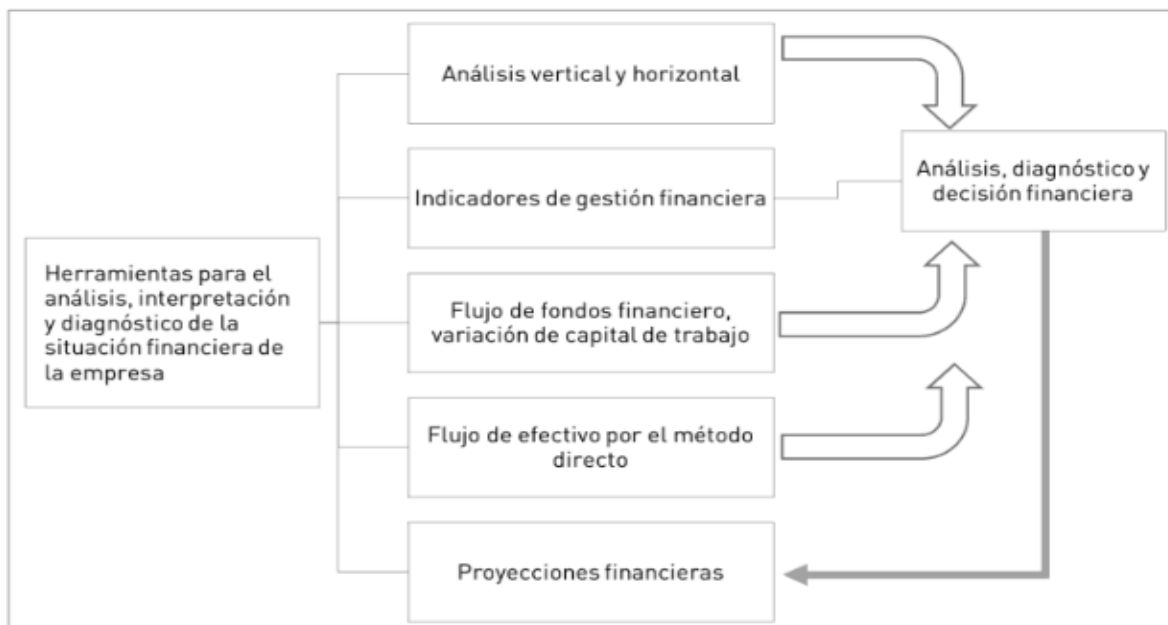 Herramientas para el
análisis, interpretación
y diagnóstico de la
situación financiera de
la empresa
Análisis vertical y horizontal
Indicadores de gestión financiera
Flujo de fondos financiero,
variación de capital de trabajo
Flujo de efectivo por el método
directo
Proyecciones financieras
Análisis, diagnóstico y
decisión financiera